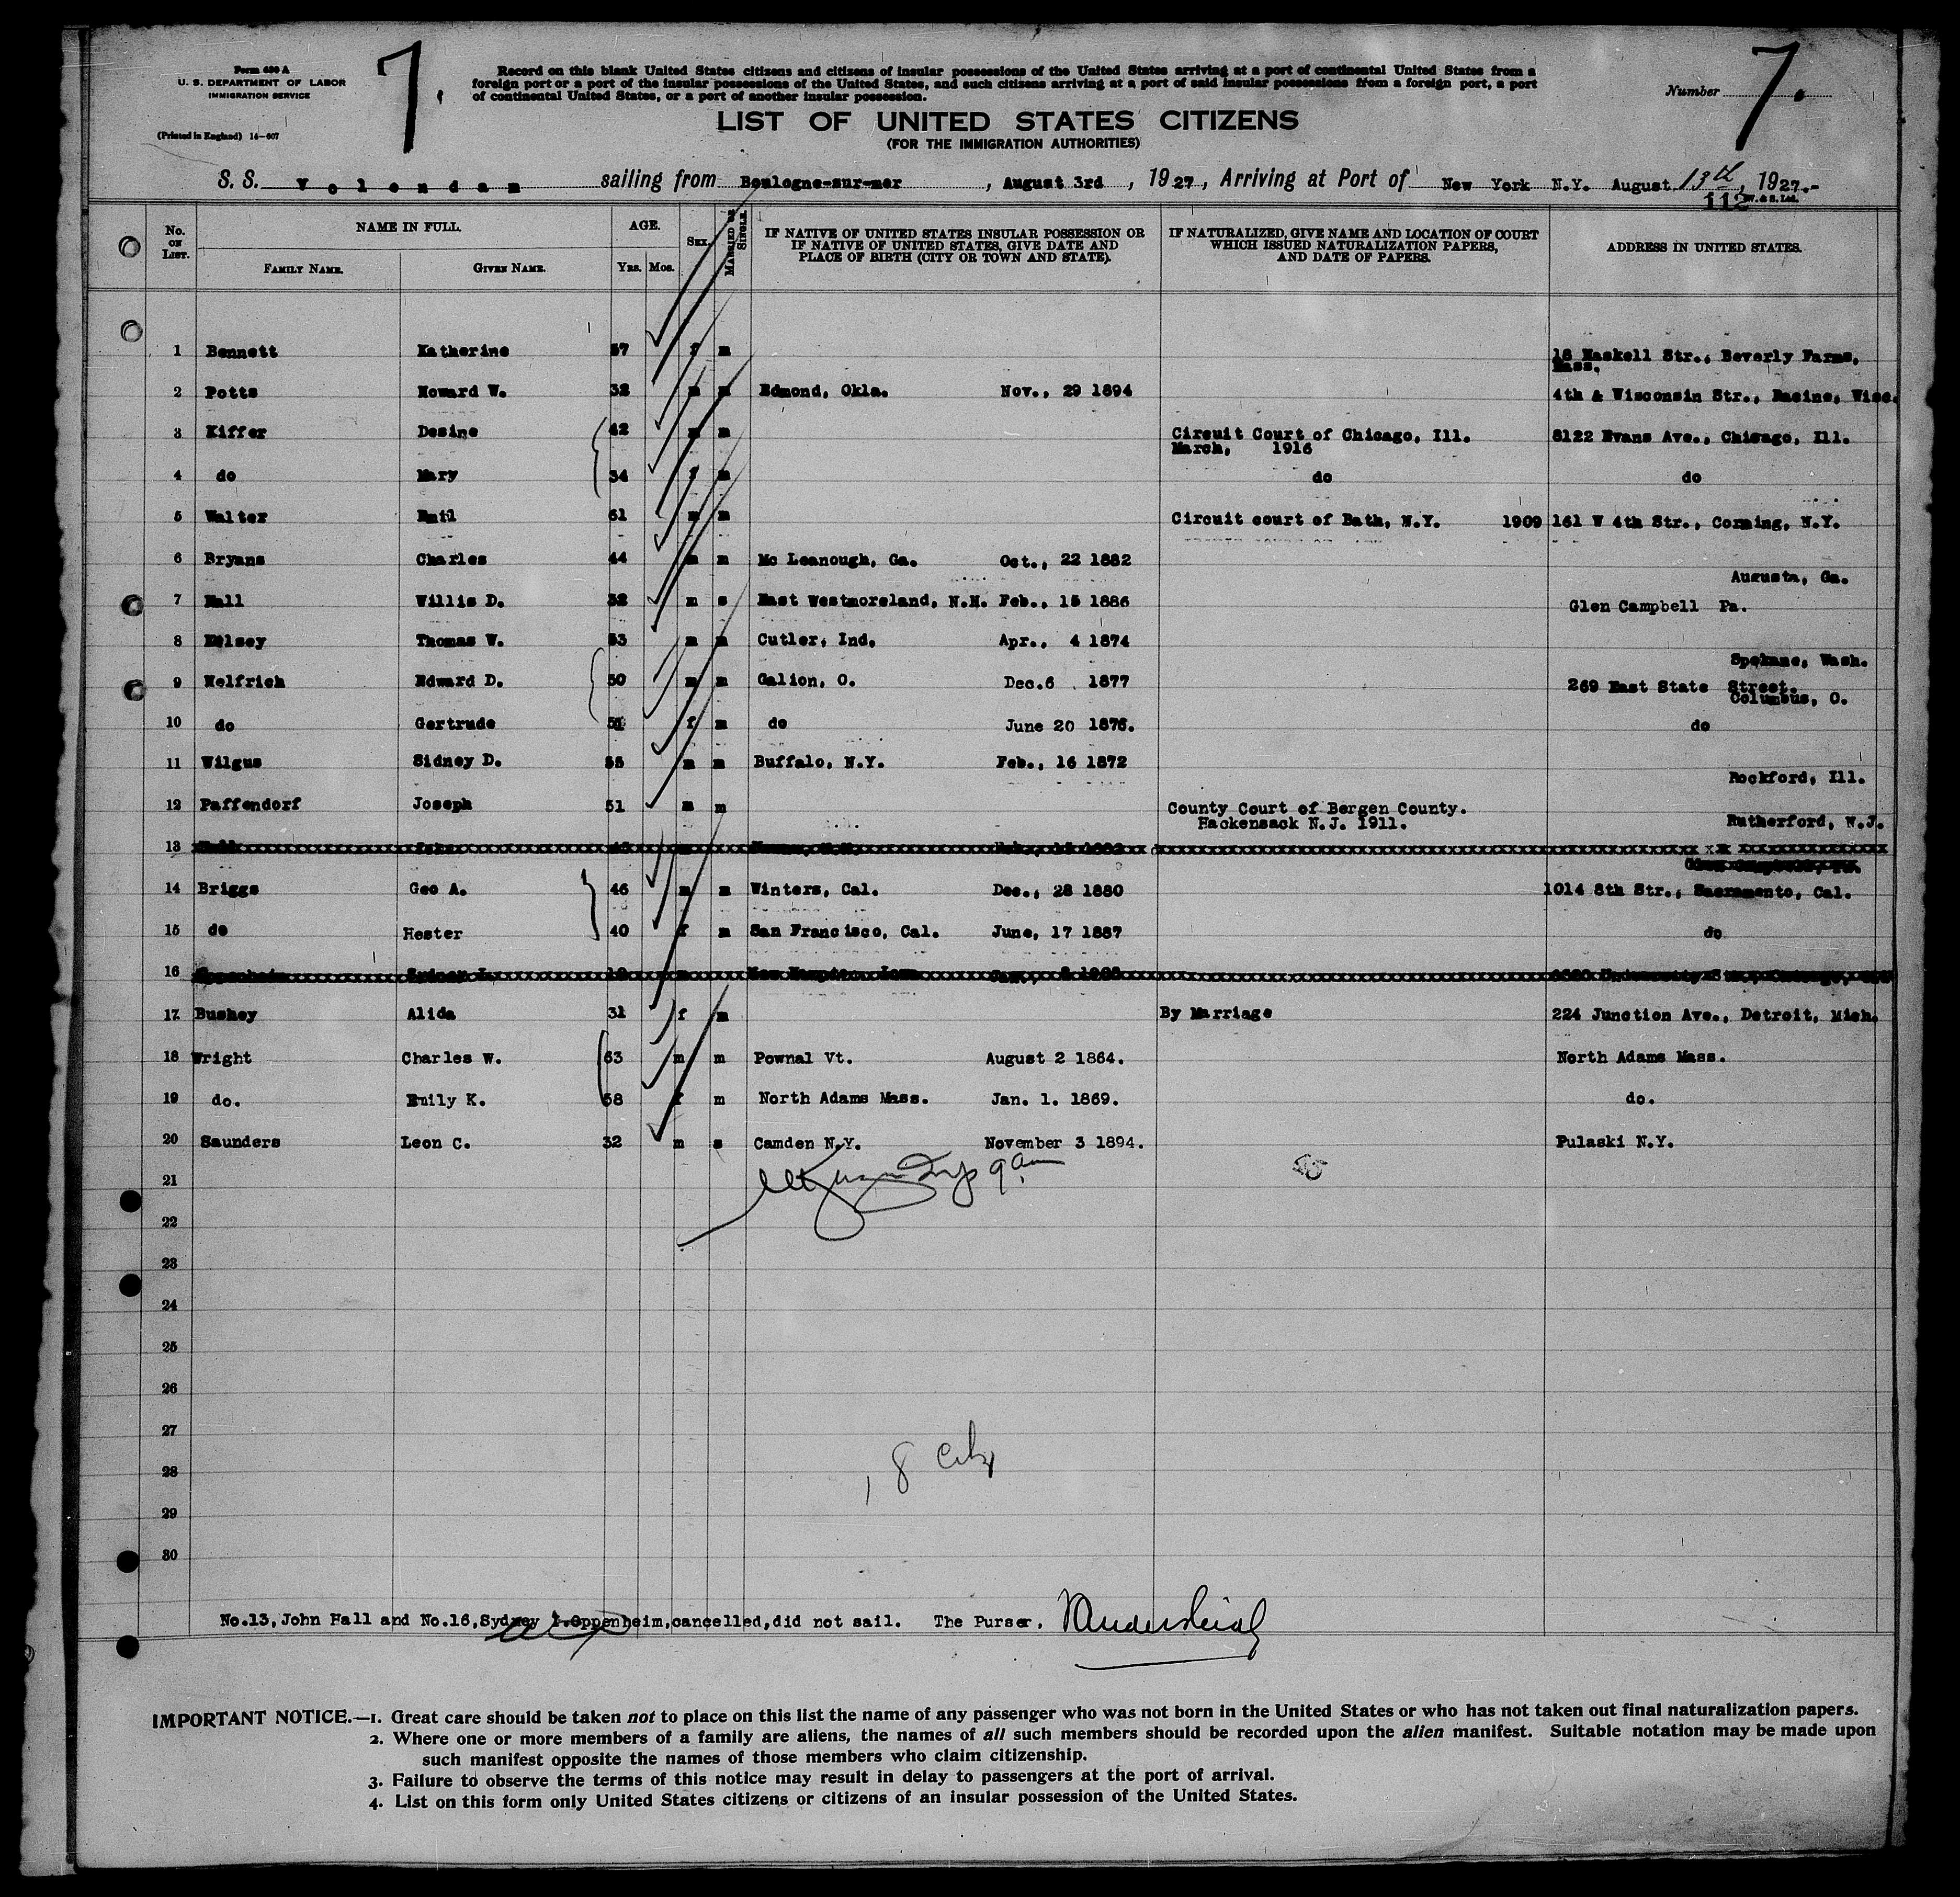 Form 630 A
U. S. DEPARTMENT OF LABOR
IMMIGRATION SERVICE
(Printed in England) 14-607
7.
Record on this blank United States citizens and citizens of insular possessions of the United States arriving at a port of continental United States from a
foreign port or a port of the insular possessions of the United States, and such citizens arriving at a port of said insular possessions from a foreign port, a port
of continental United States, or a port of another insular possession.
Number 7.
LIST OF UNITED STATES CITIZENS
(FOR THE IMMIGRATION AUTHORITIES)
S. S. Volendam sailing from Boulogne-sur-mer, August 3rd, 1927, Arriving at Port of New York N.Y. August 13th, 1927.-
112 W. & S. Ltd.
No. ON LIST. NAME IN FULL. FAMILY NAME. GIVEN NAME. AGE. YRS. MOS. SEX. MARRIED OR SINGLE. IF NATIVE OF UNITED STATES INSULAR POSSESSION OR IF NATIVE OF UNITED STATES, GIVE DATE AND PLACE OF BIRTH (CITY OR TOWN AND STATE). IF NATURALIZED, GIVE NAME AND LOCATION OF COURT WHICH ISSUED NATURALIZATION PAPERS, AND DATE OF PAPERS. ADDRESS IN UNITED STATES.
1 Bennett Katherine 37 f m 18 Haskell Str., Beverly Farms, Mass.
2 Potts Howard W. 32 m m Edmond, Okla. Nov., 29 1894 4th & Wisconsin Str., Racine, Wisc.
3 Kiffer Desine 42 m m Circuit Court of Chicago, Ill. March, 1916 8122 Evans Ave., Chicago, Ill.
4 do Mary 34 f m do do
5 Walter Emil 61 m m Circuit court of Bath, N.Y. 1909 161 W 4th Str., Corning, N.Y.
6 Bryans Charles 44 m m Mc Leanough, Ga. Oct., 22 1882 Augusta, Ga.
7 Hall Willis D. 32 m s East Westmoreland, N.H. Feb., 15 1886 Glen Campbell Pa.
8 Kelsey Thomas W. 53 m m Cutler, Ind. Apr., 4 1874 Spokane, Wash.
9 Helfrich Edward D. 50 m m Galion, O. Dec.6 1877 269 East State Street. Columbus, O.
10 do Gertrude 51 f m do June 20 1876. do
11 Wilgus Sidney D. 55 m m Buffalo, N.Y. Feb., 16 1872 Rockford, Ill.
12 Paffendorf Joseph 51 m m County Court of Bergen County. Hackensack N.J. 1911. Rutherford, N.J.
13
14 Briggs Geo A. 46 m m Winters, Cal. Dec., 28 1880 1014 8th Str., Sacramento, Cal.
15 do Hester 40 f m San Francisco, Cal. June, 17 1887 do
16 Oppenheim Sydney L. New Hampton, Iowa
17. Bushey Alida 31 f m By Marriage 224 Junction Ave., Detroit, Mich.
18 Wright Charles W. 63 m m Pownal Vt. August 2 1864. North Adams Mass.
19 do. Emily K. 58 f m North Adams Mass. Jan. 1. 1869. do.
20 Saunders Leon C. 32 m s Camden N.Y. November 3 1894. Pulaski N.Y.
21 9 am
22
23
24
25
26
27
28 18 City
29
30
No.13, John Hall and No.16, Sydney L.Oppenheim, cancelled, did not sail. The Purser.
IMPORTANT NOTICE.—1. Great care should be taken not to place on this list the name of any passenger who was not born in the United States or who has not taken out final naturalization papers.
2. Where one or more members of a family are aliens, the names of all such members should be recorded upon the alien manifest. Suitable notation may be made upon
such manifest opposite the names of those members who claim citizenship.
3. Failure to observe the terms of this notice may result in delay to passengers at the port of arrival.
4. List on this form only United States citizens or citizens of an insular possession of the United States.